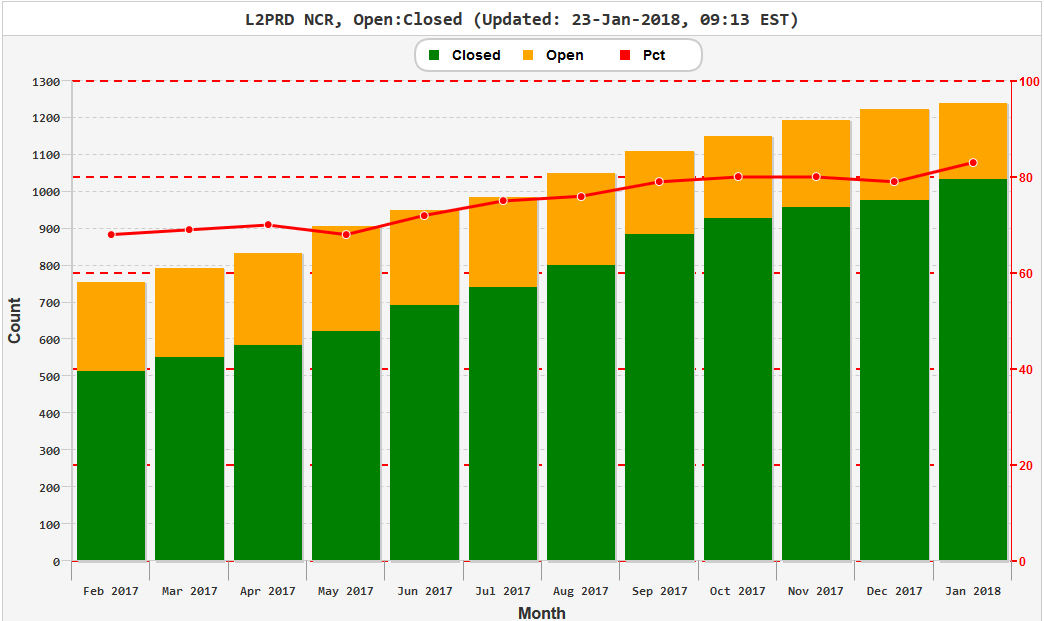 L2PRD NCR, Open:Closed (Updated: 23-Jan-2018, 09:13 EST)
Closed Open Pct
1300 100
1200
1100
1000 80
900
800 60
700
600
500 40
400
300 20
200
100
0 0
Count
Feb 2017 Mar 2017 Apr 2017 May 2017 Jun 2017 Jul 2017 Aug 2017 Sep 2017 Oct 2017 Nov 2017 Dec 2017 Jan 2018
Month